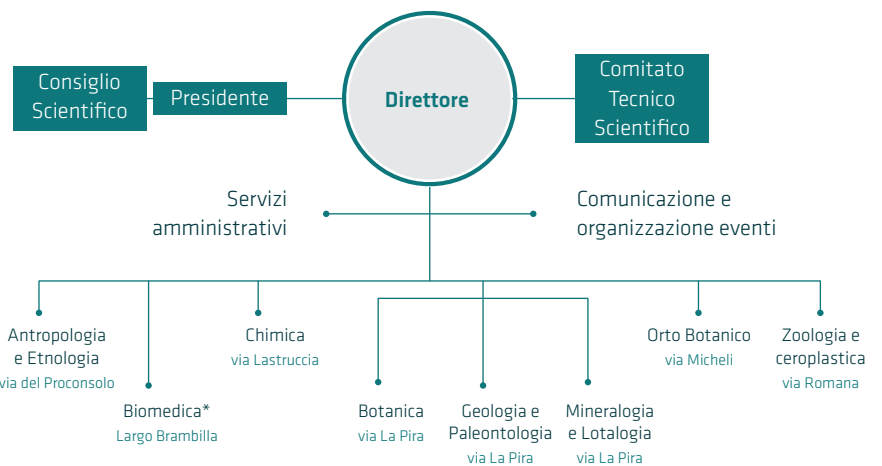 Consiglio
Scientifico
Presidente
Direttore
Comitato
Tecnico
Scientifico
Servizi
amministrativi
Comunicazione e
organizzazione eventi
Antropologia
e Etnologia
via del Proconsolo
Biomedica*
Largo Brambilla
Chimica
via Lastruccia
Botanica
via La Pira
Geologia e
Paleontologia
via La Pira
Mineralogia
e Lotalogia
via La Pira
Orto Botanico
via Micheli
Zoologia e
ceroplastica
via Romana